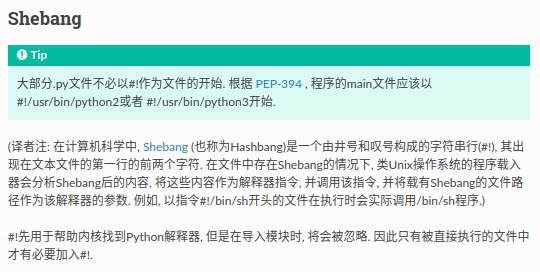 Shebang
Tip
大部分.py文件不必以#!作为文件的开始. 根据 PEP-394 , 程序的main文件应该以
#!/usr/bin/python2或者 #!/usr/bin/python3开始.
(译者注: 在计算机科学中, Shebang (也称为Hashbang)是一个由井号和叹号构成的字符串行(#!), 其出
现在文本文件的第一行的前两个字符. 在文件中存在Shebang的情况下, 类Unix操作系统的程序载入
器会分析Shebang后的内容, 将这些内容作为解释器指令, 并调用该指令, 并将载有Shebang的文件路
径作为该解释器的参数. 例如, 以指令#!/bin/sh开头的文件在执行时会实际调用/bin/sh程序.)
#!先用于帮助内核找到Python解释器, 但是在导入模块时, 将会被忽略. 因此只有被直接执行的文件中
才有必要加入#!.